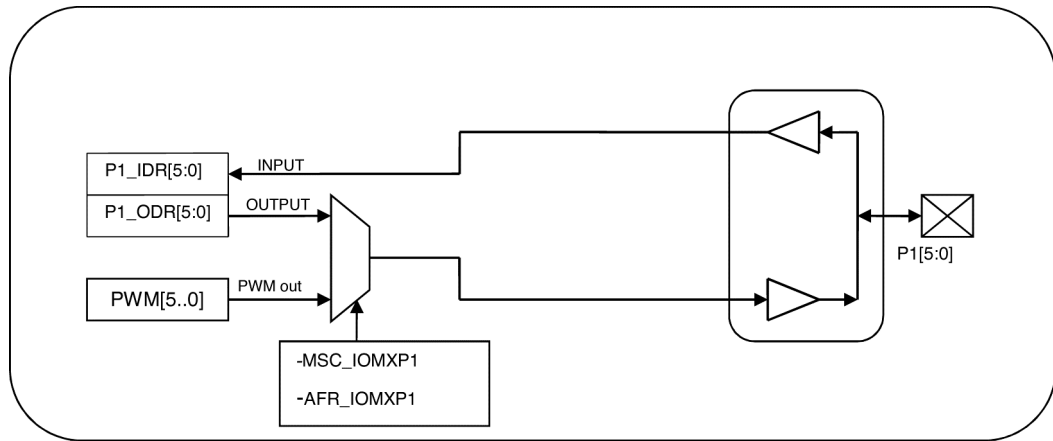 P1_IDR[5:0]
INPUT
P1_ODR[5:0]
OUTPUT
P1[5:0]
PWM[5..0]
PWM out
-MSC_IOMXP1
-AFR_IOMXP1